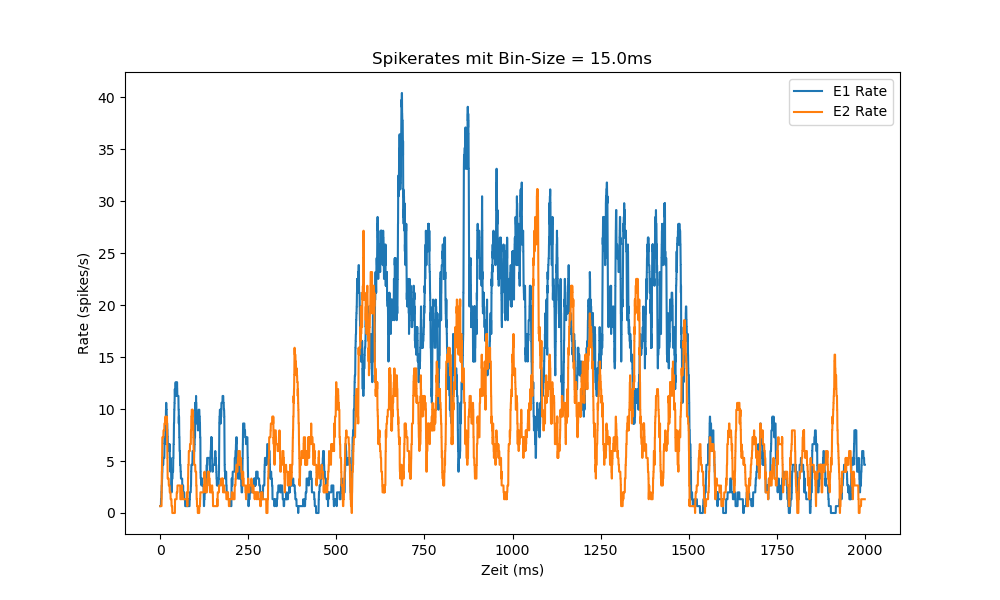 Spikerates mit Bin-Size = 15.0ms
E1 Rate
E2 Rate
40
35
30
25
20
15
10
5
0
Rate (spikes/s)
0 250 500 750 1000 1250 1500 1750 2000
Zeit (ms)